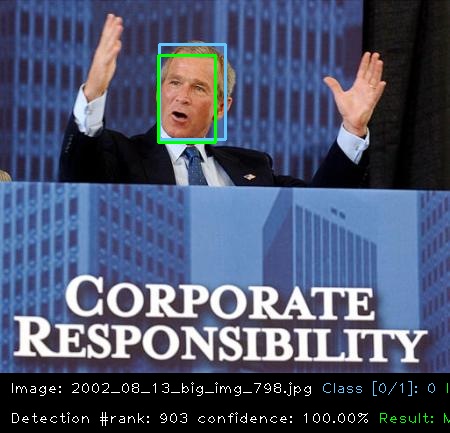 CORPORATE
RESPONSIBILITY
Image: 2002_08_13_big_img_798.jpg Class [0/1]: 0
Detection #rank: 903 confidence: 100.00% Result: